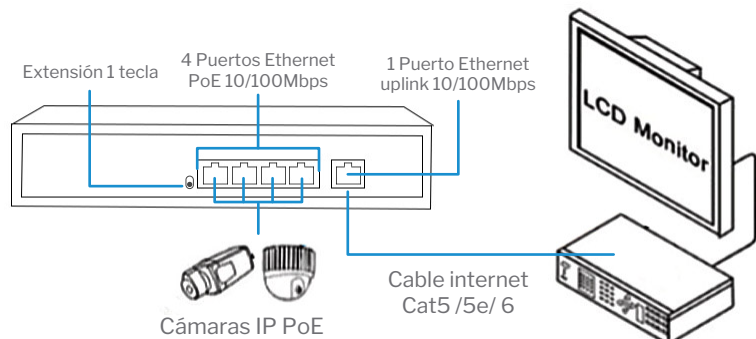 Extensión 1 tecla
4 Puertos Ethernet
PoE 10/100Mbps
1 Puerto Ethernet
uplink 10/100Mbps
LCD Monitor
Cable internet
Cat5 /5e/ 6
Cámaras IP PoE